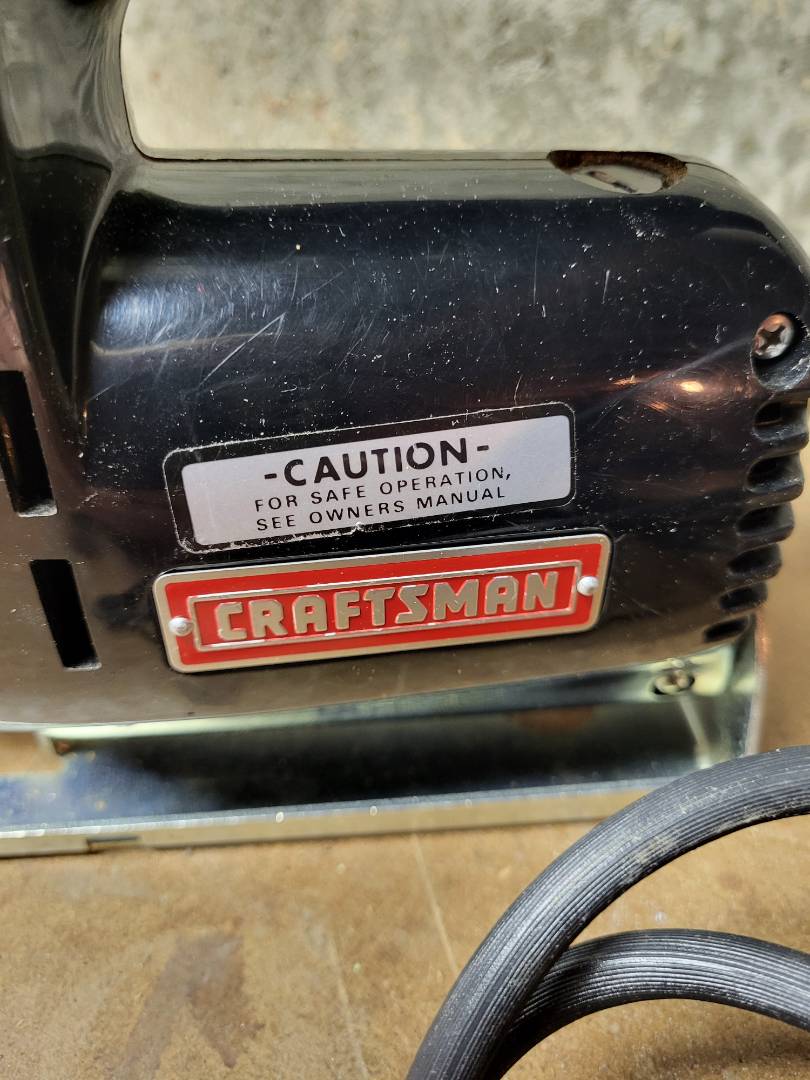 -CAUTION-
FOR SAFE OPERATION,
SEE OWNERS MANUAL
CRAFTSMAN